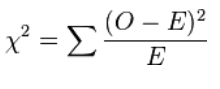 χ² = ∑ (O − E)² / E